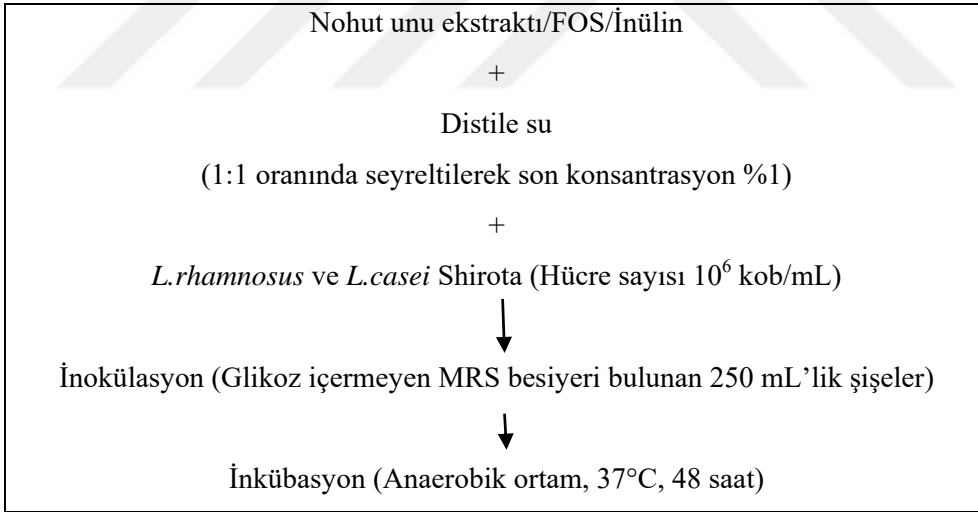 Nohut unu ekstraktı/FOS/İnülin
+
Distile su
(1:1 oranında seyreltilerek son konsantrasyon %1)
+
L.rhamnosus ve L.casei Shirota (Hücre sayısı 10⁶ kob/mL)
İnokülasyon (Glikoz içermeyen MRS besiyeri bulunan 250 mL’lik şişeler)
İnkübasyon (Anaerobik ortam, 37°C, 48 saat)